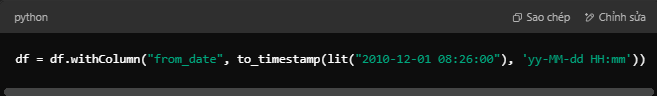 python
Sao chép
Chỉnh sửa
df = df.withColumn("from_date", to_timestamp(lit("2010-12-01 08:26:00"), 'yy-MM-dd HH:mm'))